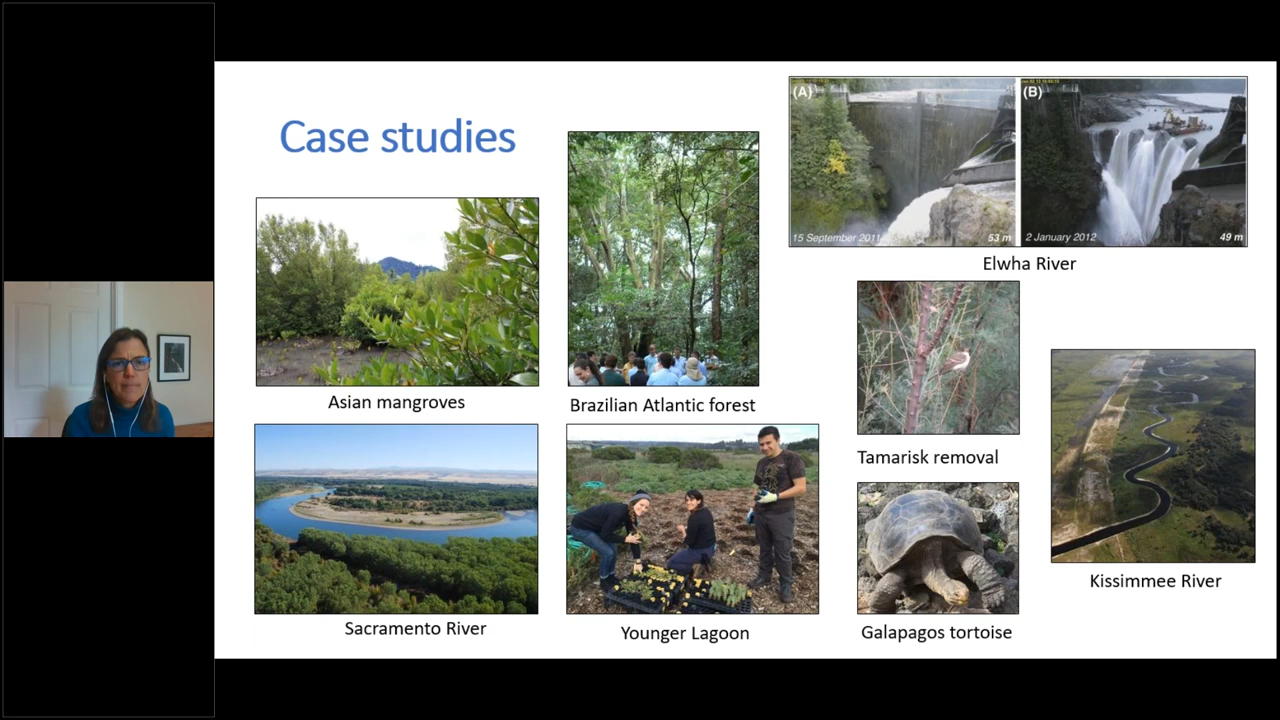 Case studies
(A)
(B)
15 September 2011
53 m
2 January 2012
49 m
Elwha River
Asian mangroves
Brazilian Atlantic forest
Tamarisk removal
Kissimmee River
Sacramento River
Younger Lagoon
Galapagos tortoise